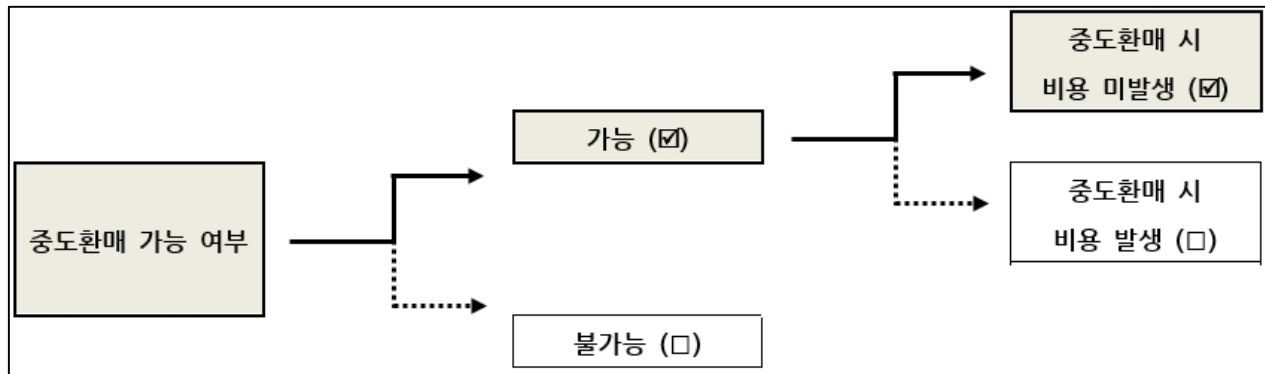 중도환매 가능 여부
가능 (☑)
불가능 (□)
중도환매 시
비용 미발생 (☑)
중도환매 시
비용 발생 (□)